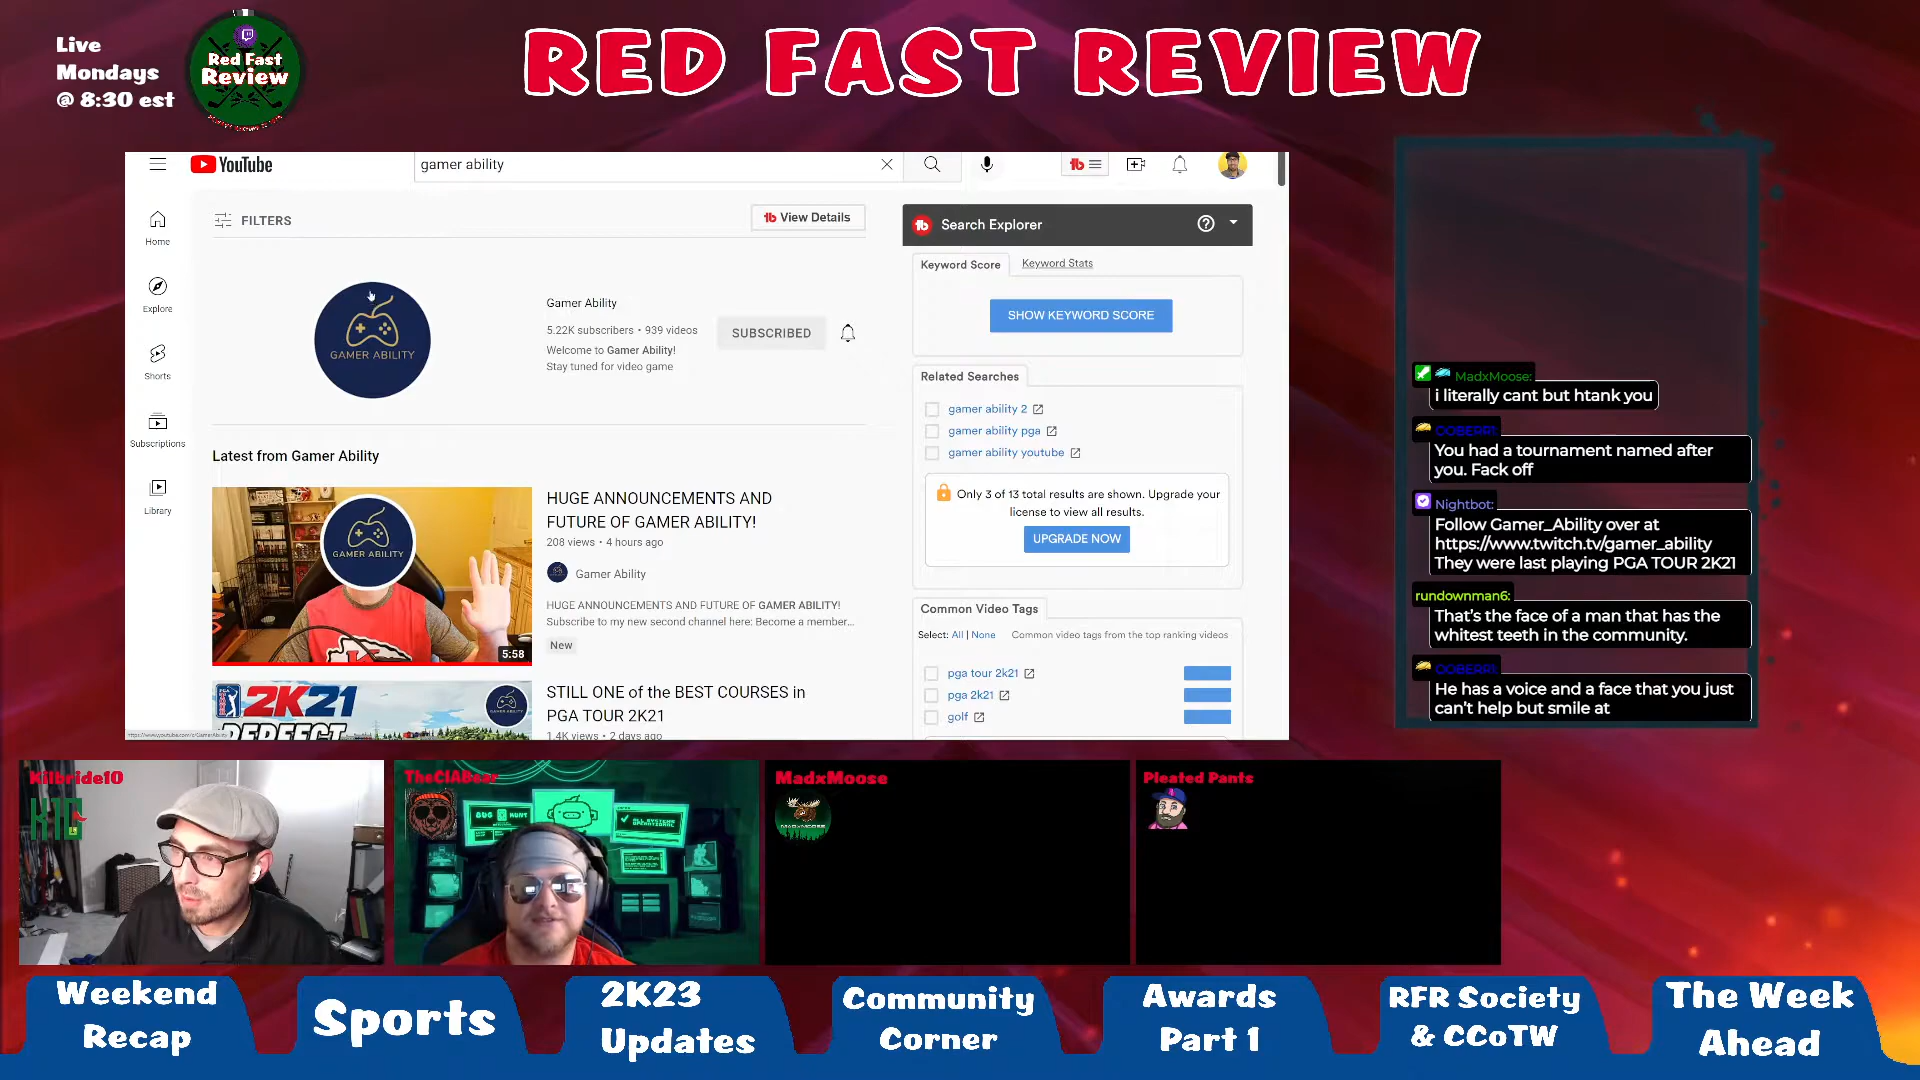 Live
Mondays
@ 8:30 est
Red Fast
Review
RED FAST REVIEW
YouTube
gamer ability
Home
Explore
Shorts
Subscriptions
Library
FILTERS
View Details
GAMER ABILITY
Gamer Ability
5.22K subscribers • 939 videos
Welcome to Gamer Ability!
Stay tuned for video game
SUBSCRIBED
Latest from Gamer Ability
GAMER ABILITY
5:58
HUGE ANNOUNCEMENTS AND
FUTURE OF GAMER ABILITY!
208 views • 4 hours ago
Gamer Ability
HUGE ANNOUNCEMENTS AND FUTURE OF GAMER ABILITY!
Subscribe to my new second channel here: Become a member...
New
2K21
PERFECT
STILL ONE of the BEST COURSES in
PGA TOUR 2K21
1.4K views • 2 days ago
Search Explorer
Keyword Score
Keyword Stats
SHOW KEYWORD SCORE
Related Searches
gamer ability 2
gamer ability pga
gamer ability youtube
Only 3 of 13 total results are shown. Upgrade your
license to view all results.
UPGRADE NOW
Common Video Tags
Select: All | None
Common video tags from the top ranking videos
pga tour 2k21
pga 2k21
golf
MadxMoose:
i literally cant but htank you
You had a tournament named after
you. Fack off
Nightbot:
Follow Gamer_Ability over at
https://www.twitch.tv/gamer_ability
They were last playing PGA TOUR 2K21
rundownman6:
That's the face of a man that has the
whitest teeth in the community.
He has a voice and a face that you just
can't help but smile at
Kilbride10
K10
TheCIABear
BUG HUNT
MadxMoose
MADXMOOSE
Pleated Pants
Weekend
Recap
Sports
2K23
Updates
Community
Corner
Awards
Part 1
RFR Society
& CCoTW
The Week
Ahead